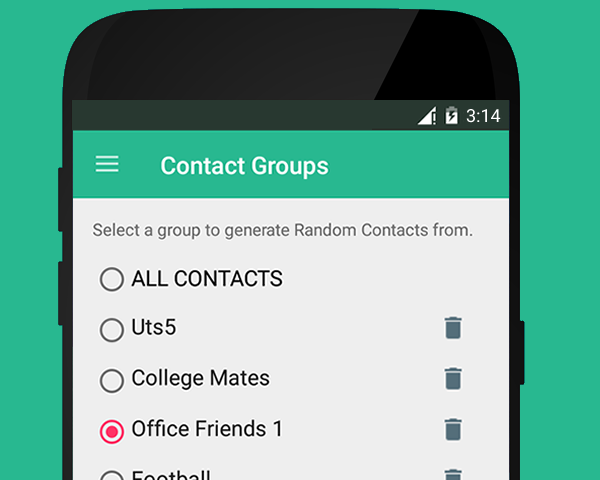 3:14
Contact Groups
Select a group to generate Random Contacts from.
ALL CONTACTS
Uts5
College Mates
Office Friends 1
Football